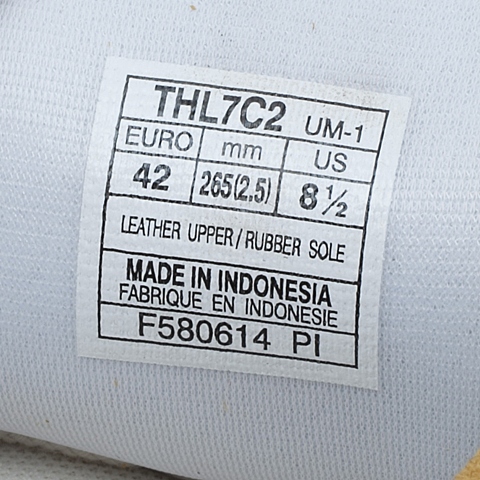 THL7C2 UM-1
EURO mm US
42 265(2.5) 8 ½
LEATHER UPPER / RUBBER SOLE
MADE IN INDONESIA
FABRIQUE EN INDONESIE
F580614 PI